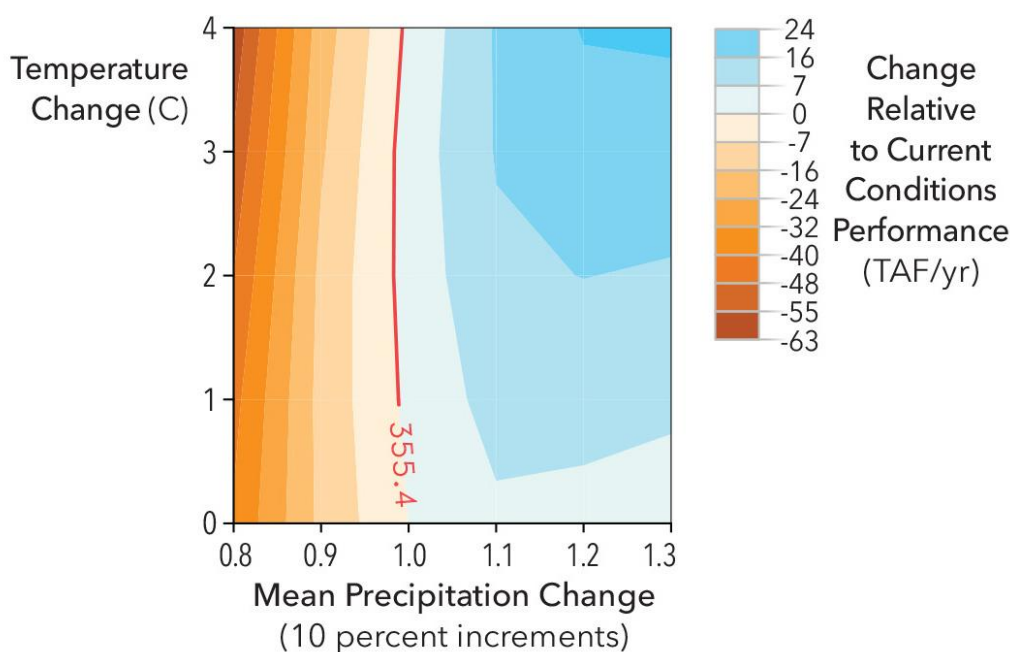 Temperature
Change (C)
4
3
2
1
0
355.4
0.8 0.9 1.0 1.1 1.2 1.3
Mean Precipitation Change
(10 percent increments)
24
16
7
0
-7
-16
-24
-32
-40
-48
-55
-63
Change
Relative
to Current
Conditions
Performance
(TAF/yr)